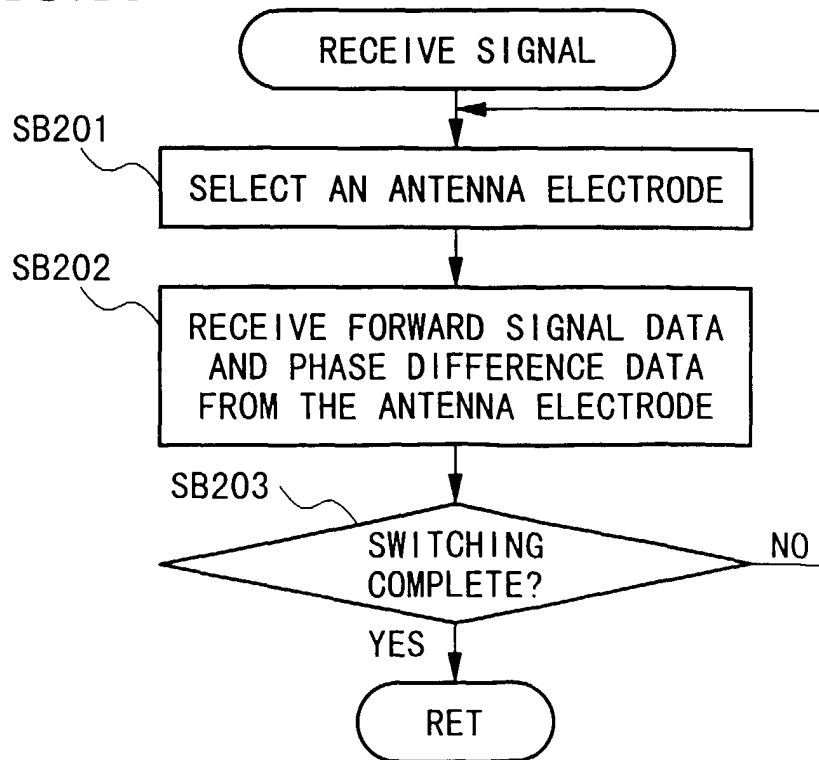 RECEIVE SIGNAL
SB201
SELECT AN ANTENNA ELECTRODE
SB202
RECEIVE FORWARD SIGNAL DATA
AND PHASE DIFFERENCE DATA
FROM THE ANTENNA ELECTRODE
SB203
SWITCHING
COMPLETE?
NO
YES
RET